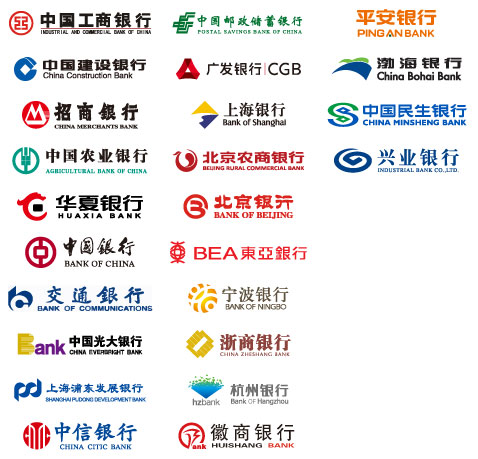 中国工商银行
INDUSTRIAL AND COMMERCIAL BANK OF CHINA
中国邮政储蓄银行
POSTAL SAVINGS BANK OF CHINA
平安银行
PING AN BANK
中国建设银行
China Construction Bank
广发银行|CGB
渤海银行
China Bohai Bank
招商银行
CHINA MERCHANTS BANK
上海银行
Bank of Shanghai
中国民生银行
CHINA MINSHENG BANK
中国农业银行
AGRICULTURAL BANK OF CHINA
北京农商银行
BEIJING RURAL COMMERCIAL BANK
兴业银行
INDUSTRIAL BANK CO.,LTD.
华夏银行
HUAXIA BANK
北京银行
BANK OF BEIJING
中国银行
BANK OF CHINA
BEA東亞銀行
交通銀行
BANK OF COMMUNICATIONS
宁波银行
BANK OF NINGBO
Bank
中国光大银行
CHINA EVERBRIGHT BANK
浙商银行
CHINA ZHESHANG BANK
上海浦东发展银行
SHANGHAI PUDONG DEVELOPMENT BANK
hzbank
杭州银行
Bank OF Hangzhou
中信银行
CHINA CITIC BANK
Bank
徽商银行
HUISHANG BANK